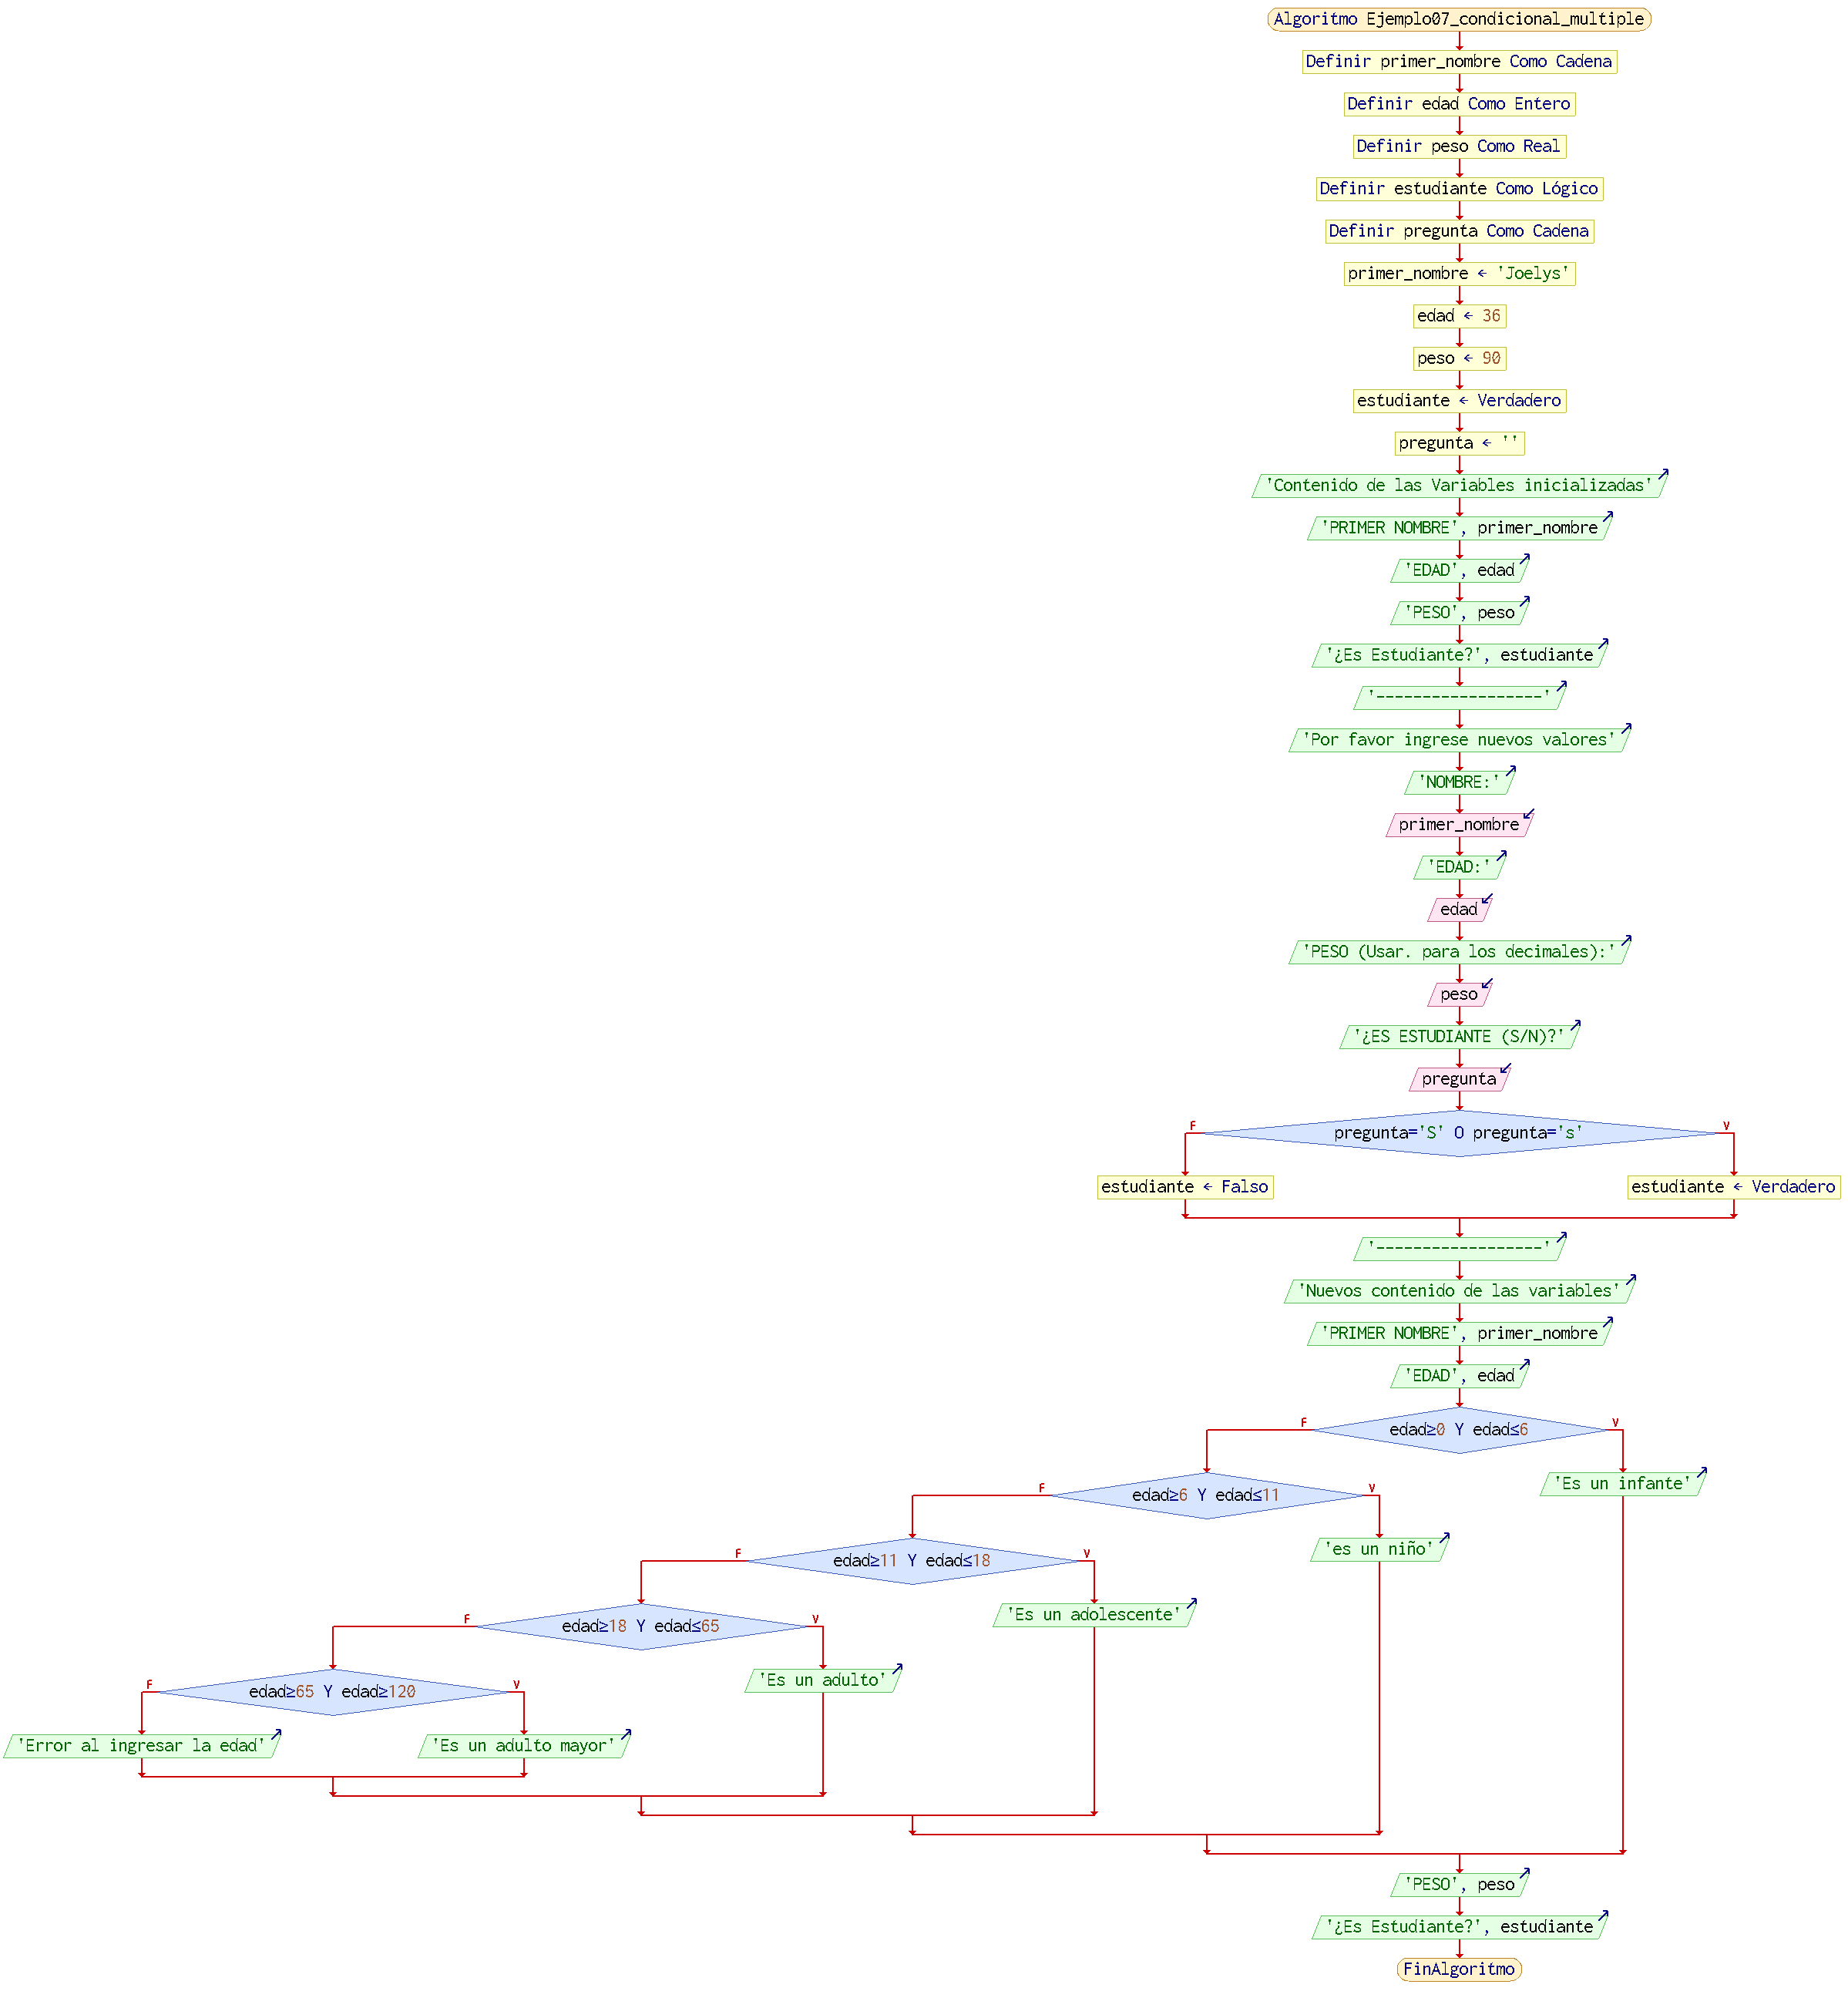 Algoritmo Ejemplo07_condicional_multiple
Definir primer_nombre Como Cadena
Definir edad Como Entero
Definir peso Como Real
Definir estudiante Como Lógico
Definir pregunta Como Cadena
primer_nombre ← 'Joelys'
edad ← 36
peso ← 90
estudiante ← Verdadero
pregunta ← ''
'Contenido de las Variables inicializadas'
'PRIMER NOMBRE', primer_nombre
'EDAD', edad
'PESO', peso
'¿Es Estudiante?', estudiante
'------------------'
'Por favor ingrese nuevos valores'
'NOMBRE:'
primer_nombre
'EDAD:'
edad
'PESO (Usar. para los decimales):'
peso
'¿ES ESTUDIANTE (S/N)?'
pregunta
F
V
pregunta='S' O pregunta='s'
estudiante ← Falso
estudiante ← Verdadero
'------------------'
'Nuevos contenido de las variables'
'PRIMER NOMBRE', primer_nombre
'EDAD', edad
F
V
edad≥0 Y edad≤6
'Es un infante'
F
V
edad≥6 Y edad≤11
'es un niño'
F
V
edad≥11 Y edad≤18
'Es un adolescente'
F
V
edad≥18 Y edad≤65
'Es un adulto'
F
V
edad≥65 Y edad≥120
'Error al ingresar la edad'
'Es un adulto mayor'
'PESO', peso
'¿Es Estudiante?', estudiante
FinAlgoritmo